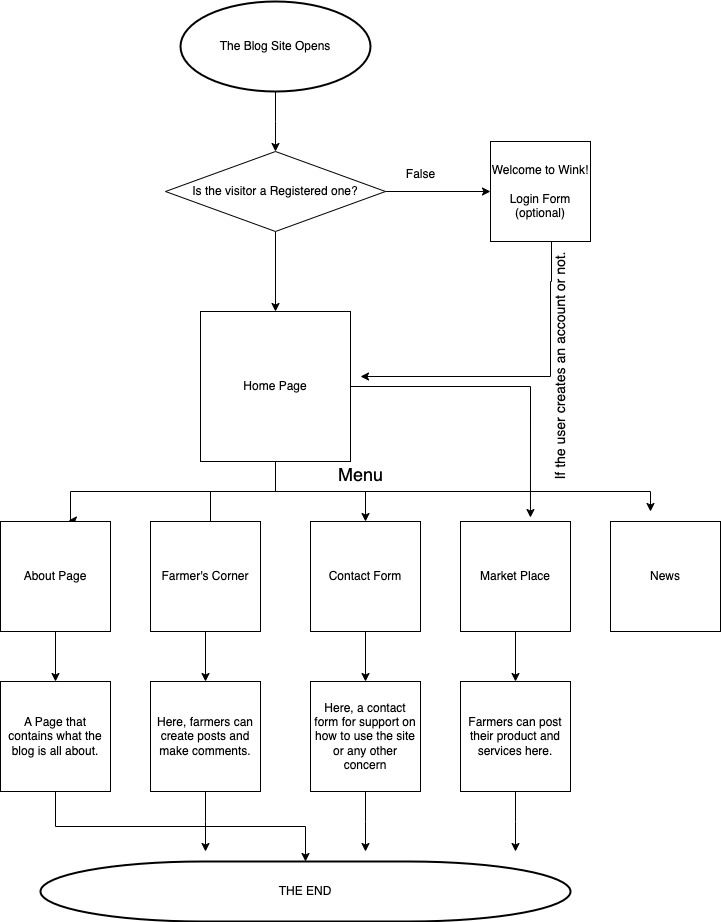 The Blog Site Opens
Is the visitor a Registered one?
False
Welcome to Wink!
Login Form
(optional)
If the user creates an account or not.
Home Page
Menu
About Page
Farmer's Corner
Contact Form
Market Place
News
A Page that
contains what the
blog is all about.
Here, farmers can
create posts and
make comments.
Here, a contact
form for support on
how to use the site
or any other
concern
Farmers can post
their product and
services here.
THE END